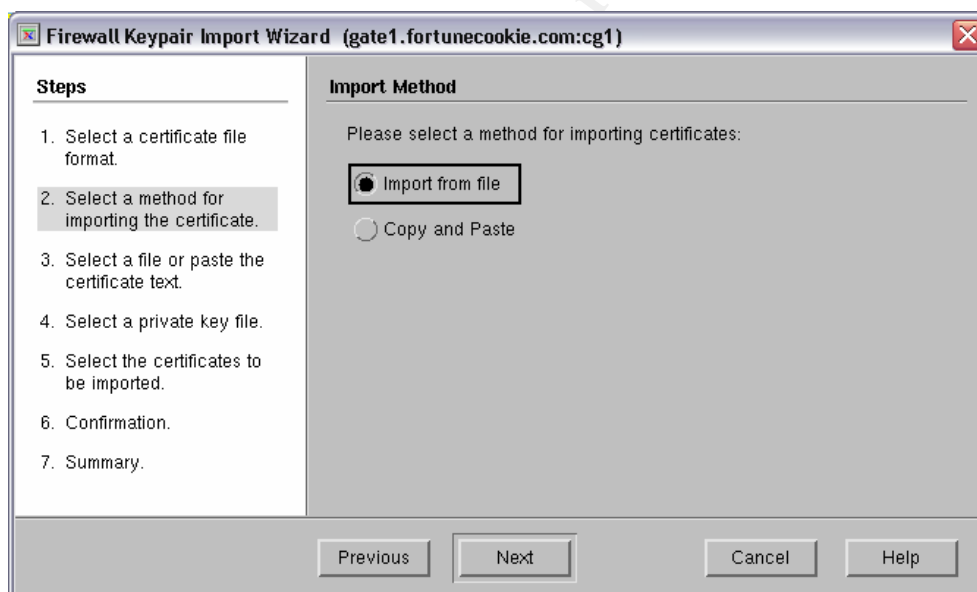 Firewall Keypair Import Wizard (gate1.fortunecookie.com:cg1)
Steps
1. Select a certificate file
format.
2. Select a method for
importing the certificate.
3. Select a file or paste the
certificate text.
4. Select a private key file.
5. Select the certificates to
be imported.
6. Confirmation.
7. Summary.
Import Method
Please select a method for importing certificates:
Import from file
Copy and Paste
Previous
Next
Cancel
Help